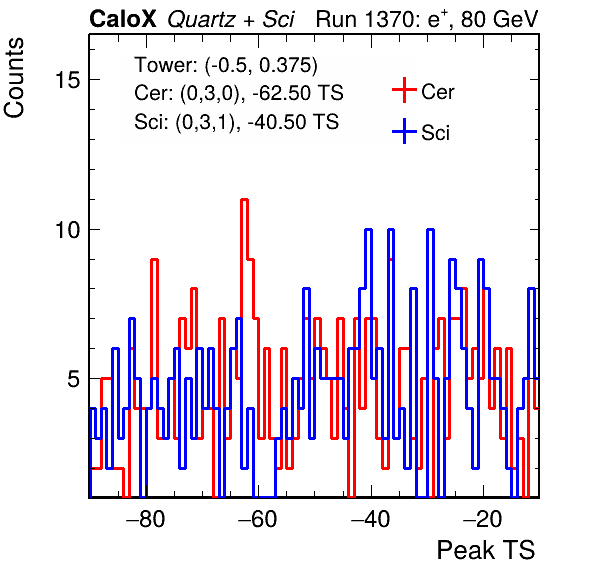 CaloX Quartz + Sci Run 1370: e⁺, 80 GeV
Counts
Tower: (-0.5, 0.375)
Cer: (0,3,0), -62.50 TS
Sci: (0,3,1), -40.50 TS
Cer
Sci
15
10
5
−80 −60 −40 −20
Peak TS